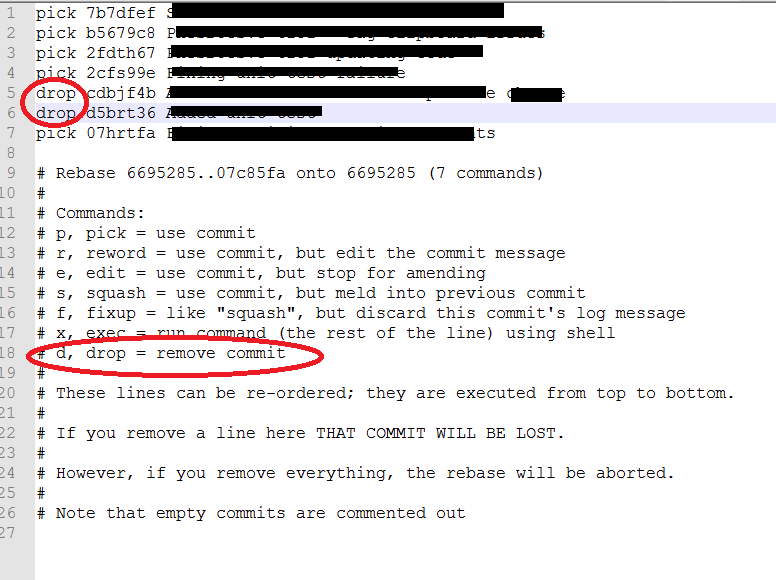 1 pick 7b7dfef
2 pick b5679c8
3 pick 2fdth67
4 pick 2cfs99e
5 drop cdbjf4b
6 drop d5brt36 Added unit test
7 pick 07hrtfa
8
9 # Rebase 6695285..07c85fa onto 6695285 (7 commands)
10 #
11 # Commands:
12 # p, pick = use commit
13 # r, reword = use commit, but edit the commit message
14 # e, edit = use commit, but stop for amending
15 # s, squash = use commit, but meld into previous commit
16 # f, fixup = like "squash", but discard this commit's log message
17 # x, exec = run command (the rest of the line) using shell
18 # d, drop = remove commit
19 #
20 # These lines can be re-ordered; they are executed from top to bottom.
21 #
22 # If you remove a line here THAT COMMIT WILL BE LOST.
23 #
24 # However, if you remove everything, the rebase will be aborted.
25 #
26 # Note that empty commits are commented out
27